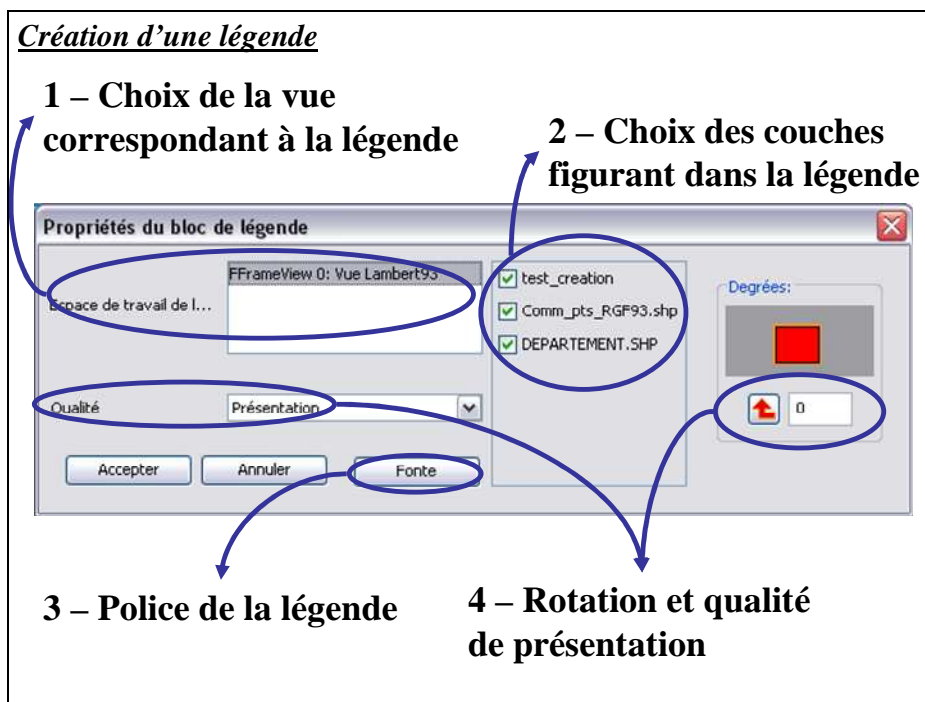 Création d’une légende
1 – Choix de la vue
correspondant à la légende
2 – Choix des couches
figurant dans la légende
Propriétés du bloc de légende
FFrameView 0: Vue Lambert93
Espace de travail de l...
test_creation
Comm_pts_RGF93.shp
DEPARTEMENT.SHP
Degrées:
0
Qualité
Présentation
Accepter
Annuler
Fonte
3 – Police de la légende
4 – Rotation et qualité
de présentation